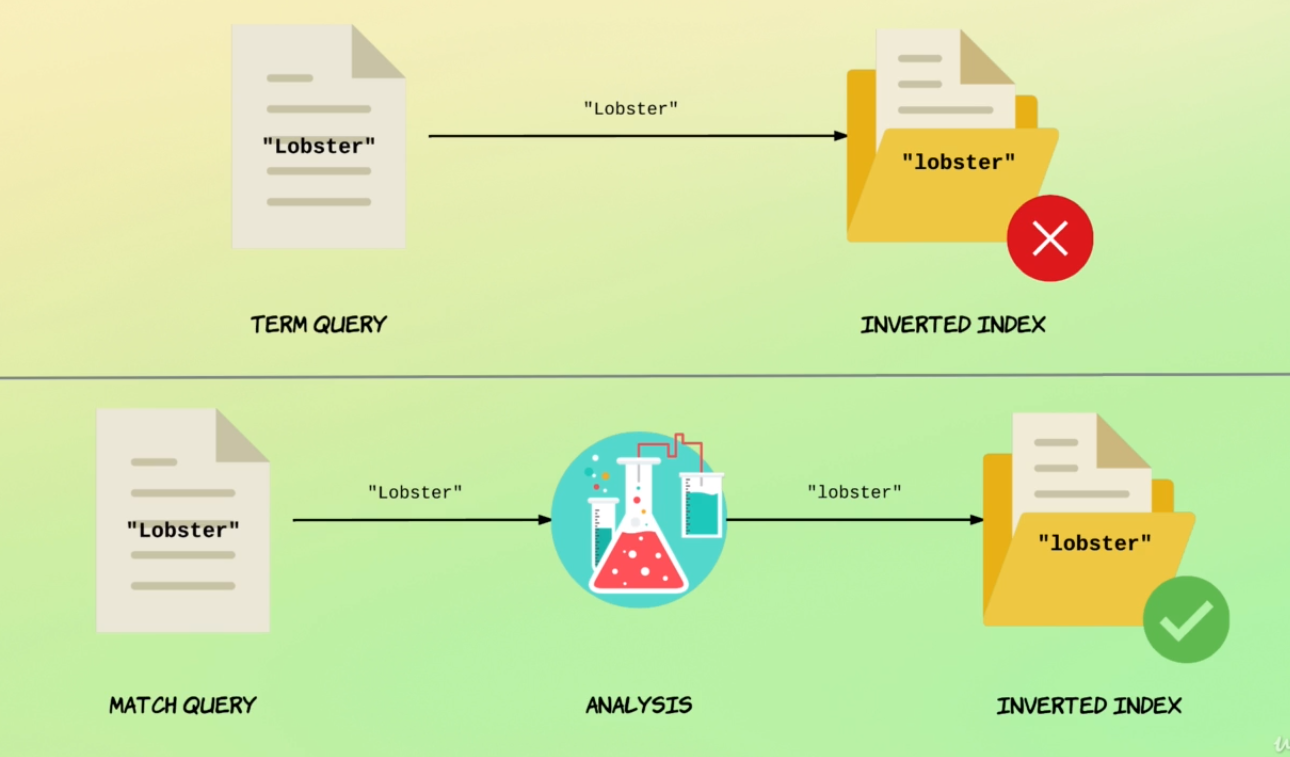 "Lobster"
"Lobster"
"lobster"
TERM QUERY
INVERTED INDEX
"Lobster"
"lobster"
"Lobster"
"lobster"
MATCH QUERY
ANALYSIS
INVERTED INDEX